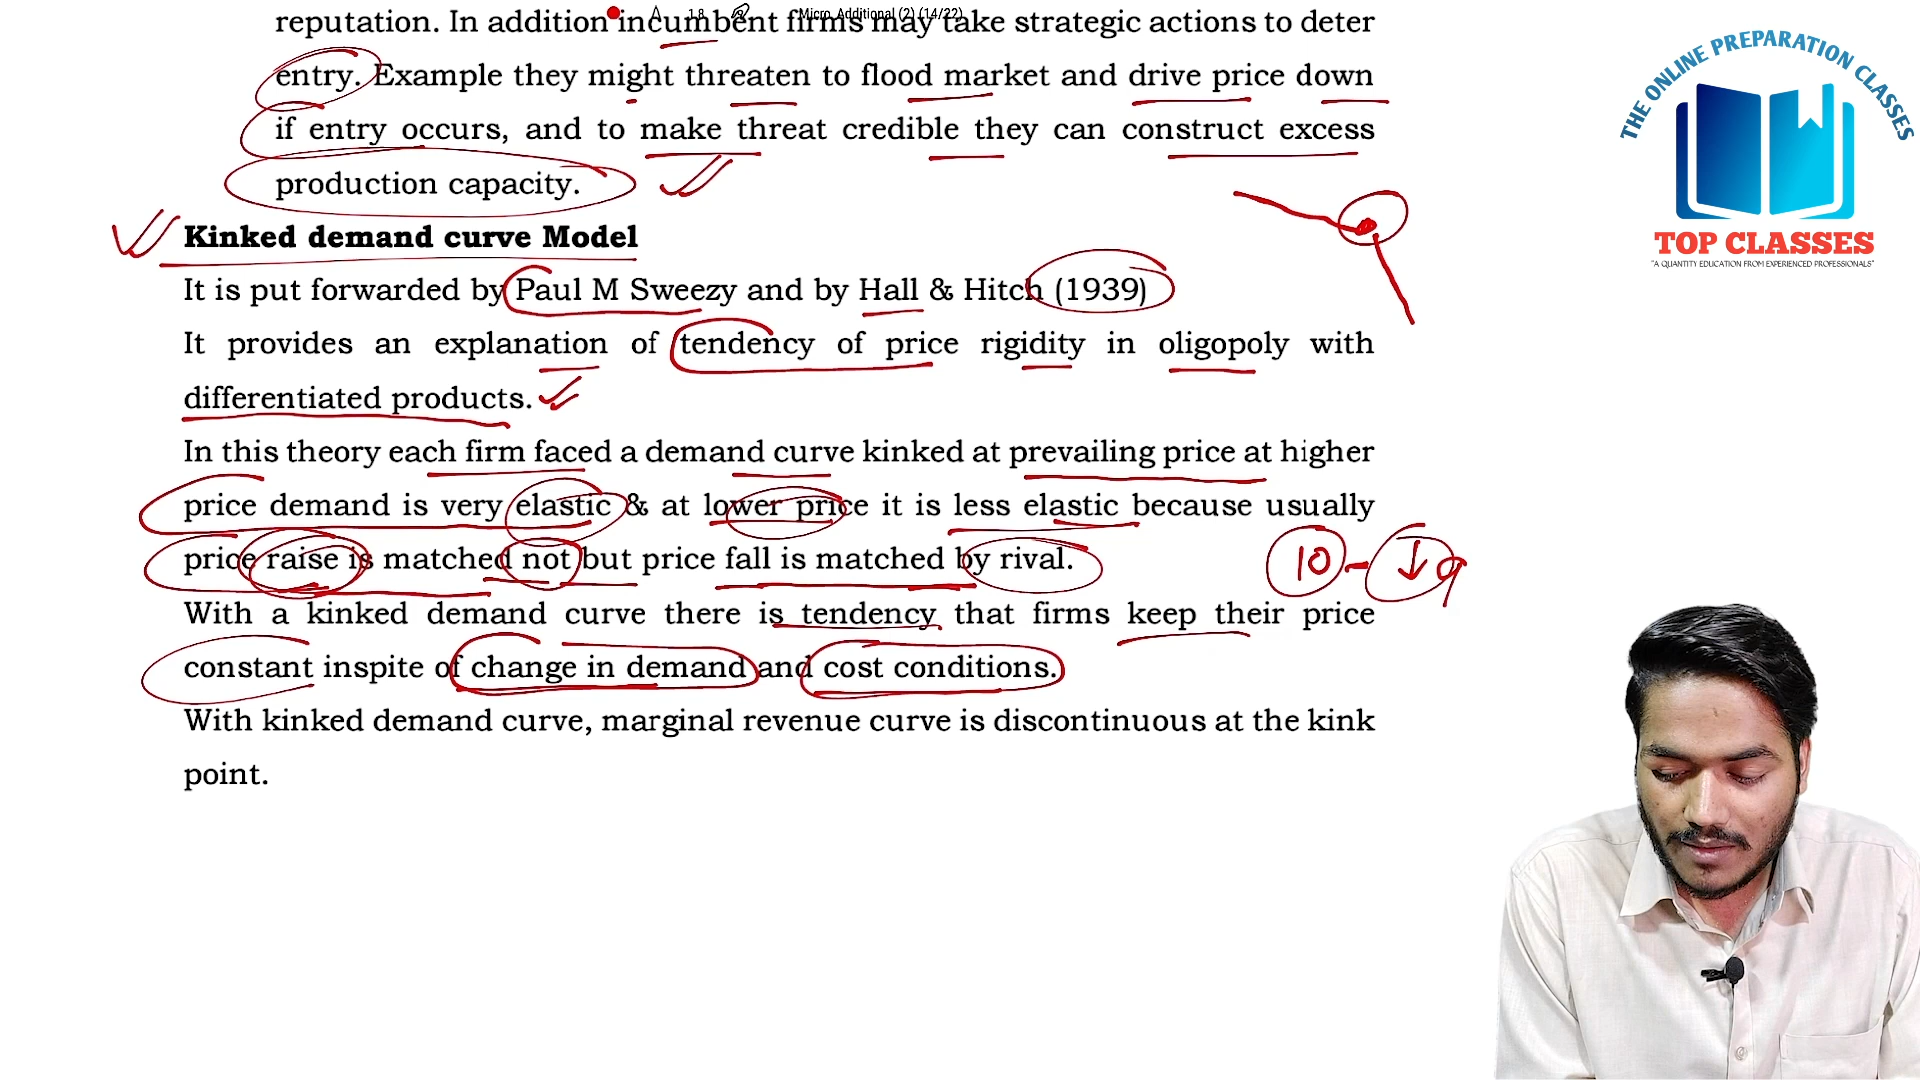 Micro Additional (2) (14/22)
1.8
reputation. In addition incumbent firms may take strategic actions to deter
entry. Example they might threaten to flood market and drive price down
if entry occurs, and to make threat credible they can construct excess
production capacity.
Kinked demand curve Model
It is put forwarded by Paul M Sweezy and by Hall & Hitch (1939)
It provides an explanation of tendency of price rigidity in oligopoly with
differentiated products.
In this theory each firm faced a demand curve kinked at prevailing price at higher
price demand is very elastic & at lower price it is less elastic because usually
price raise is matched not but price fall is matched by rival.
10 - ↓9
With a kinked demand curve there is tendency that firms keep their price
constant inspite of change in demand and cost conditions.
With kinked demand curve, marginal revenue curve is discontinuous at the kink
point.
THE ONLINE PREPARATION CLASSES
TOP CLASSES
"A QUANTITY EDUCATION FROM EXPERIENCED PROFESSIONALS"